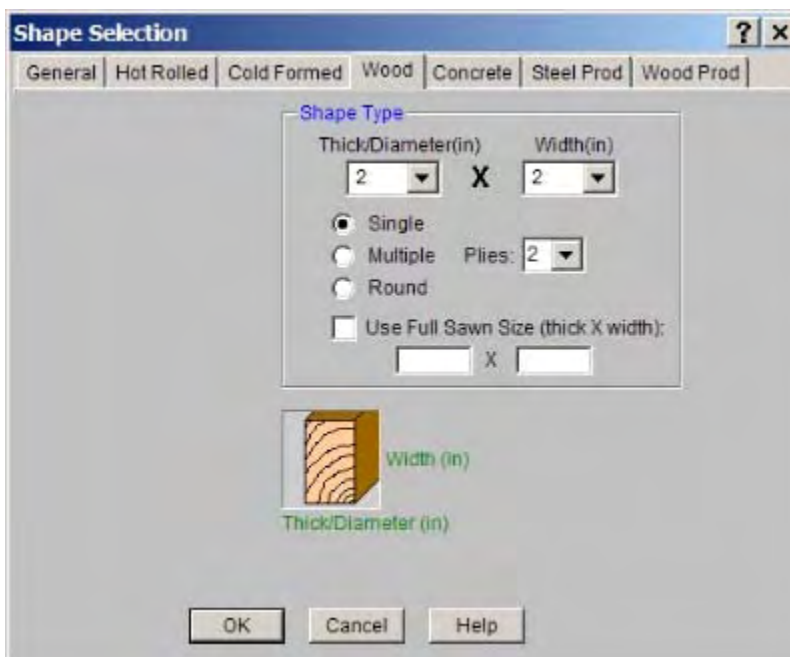 Shape Selection ? X
General Hot Rolled Cold Formed Wood Concrete Steel Prod Wood Prod
Shape Type
Thick/Diameter(in) Width(in)
2 X 2
Single
Multiple Plies: 2
Round
Use Full Sawn Size (thick X width):
X
Width (in)
Thick/Diameter (in)
OK Cancel Help